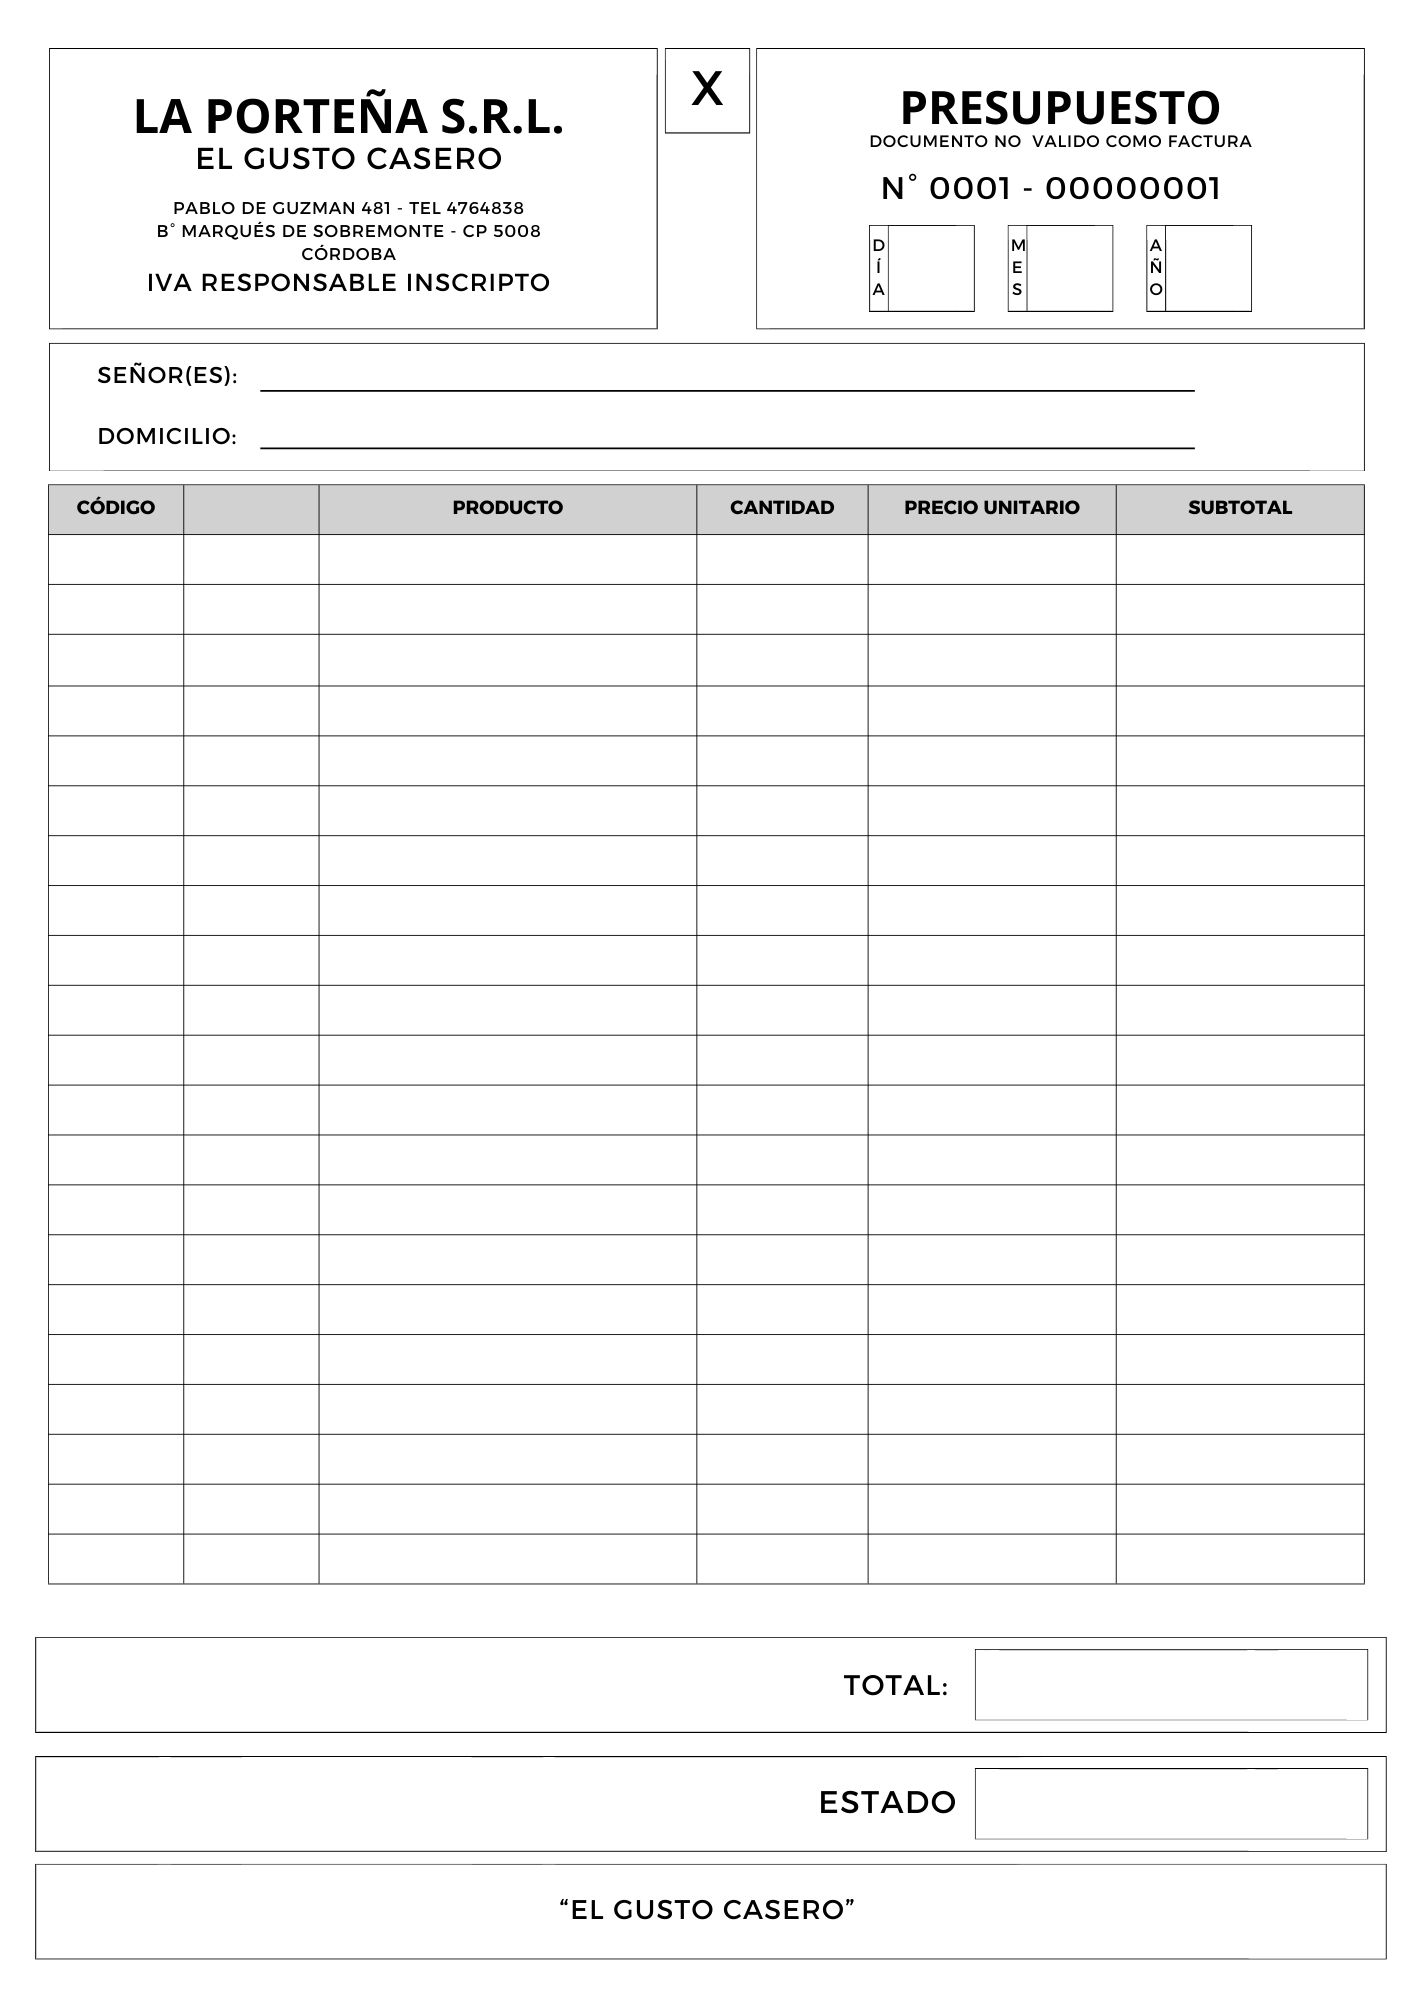 LA PORTEÑA S.R.L.
EL GUSTO CASERO
PABLO DE GUZMAN 481 - TEL 4764838
B° MARQUÉS DE SOBREMONTE - CP 5008
CÓRDOBA
IVA RESPONSABLE INSCRIPTO
X
PRESUPUESTO
DOCUMENTO NO VALIDO COMO FACTURA
N° 0001 - 00000001
DÍA
MES
AÑO
SEÑOR(ES):
DOMICILIO:
CÓDIGO PRODUCTO CANTIDAD PRECIO UNITARIO SUBTOTAL
TOTAL:
ESTADO
“EL GUSTO CASERO”